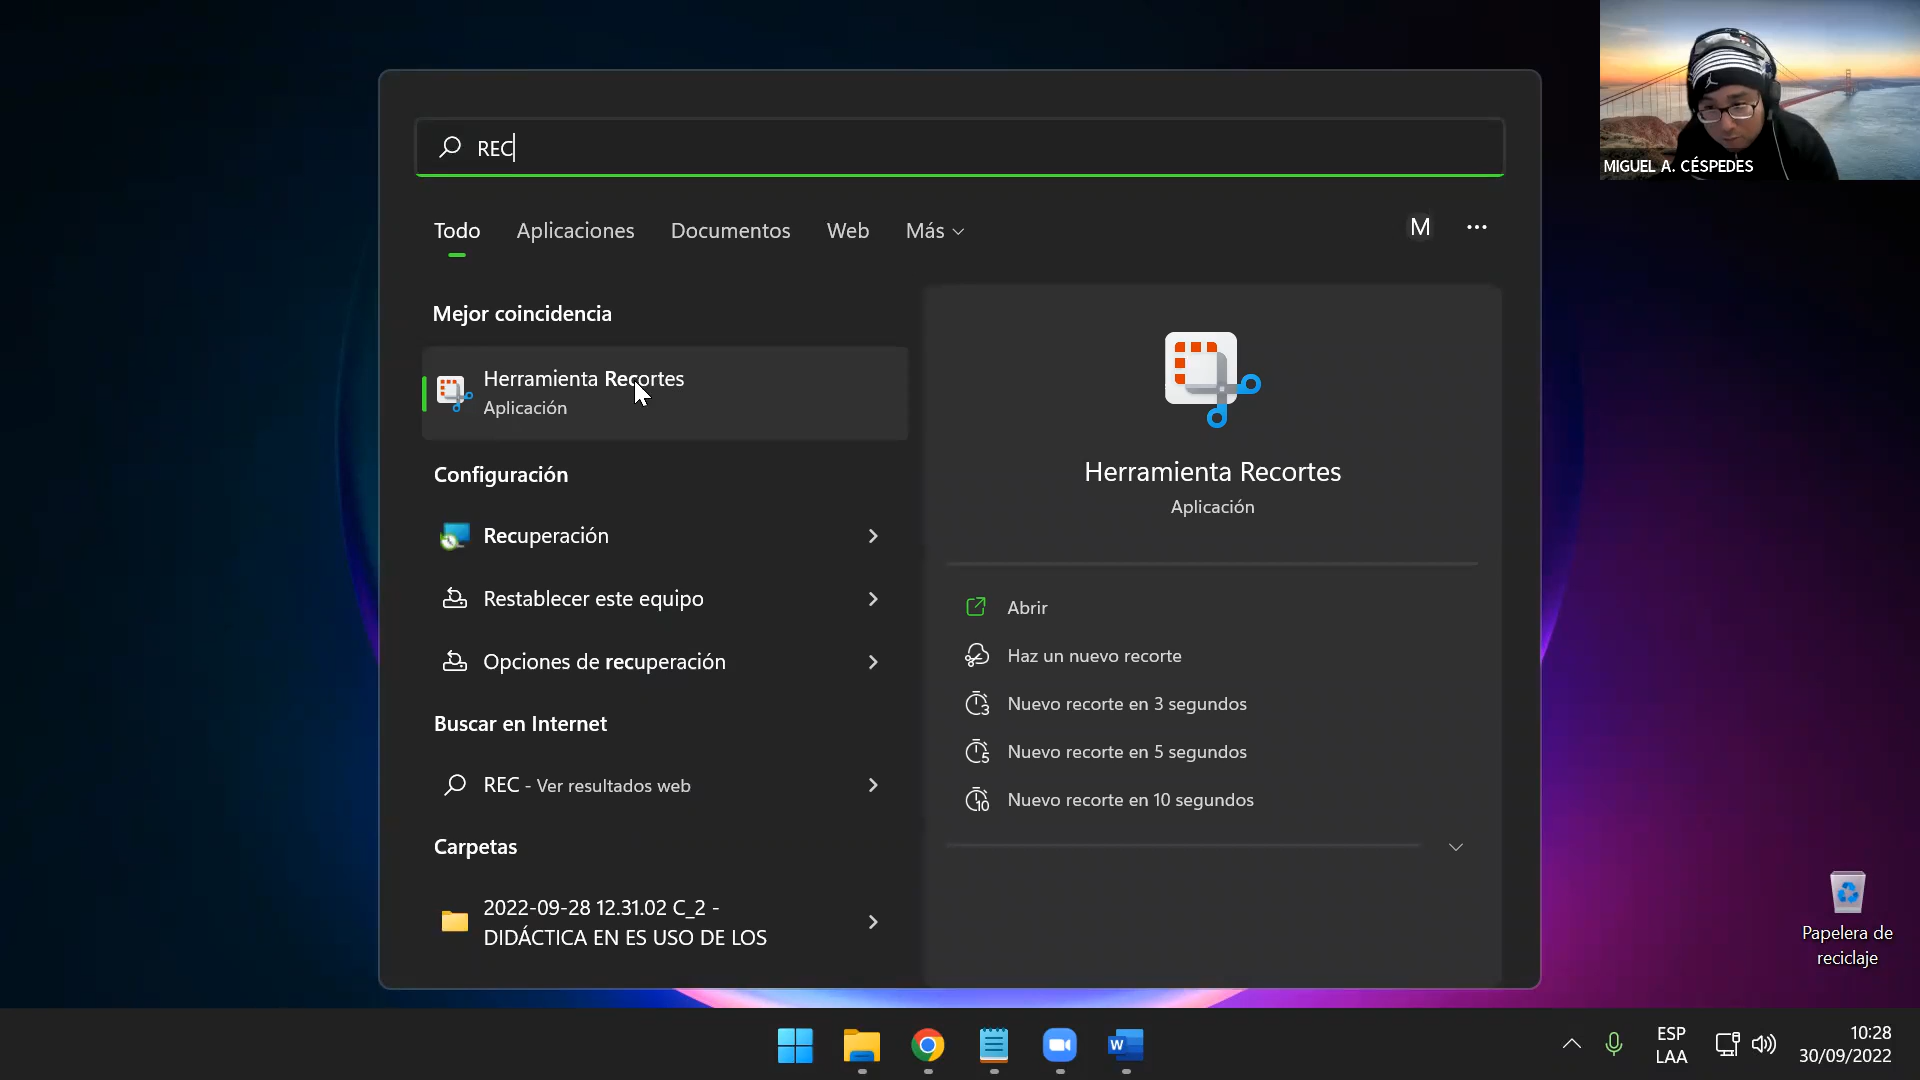 MIGUEL A. CÉSPEDES
REC
Todo
Aplicaciones
Documentos
Web
Más
M
Mejor coincidencia
Herramienta Recortes
Aplicación
Configuración
Recuperación
Restablecer este equipo
Opciones de recuperación
Buscar en Internet
REC - Ver resultados web
Carpetas
2022-09-28 12.31.02 C_2 -
DIDÁCTICA EN ES USO DE LOS
Herramienta Recortes
Aplicación
Abrir
Haz un nuevo recorte
3 Nuevo recorte en 3 segundos
5 Nuevo recorte en 5 segundos
10 Nuevo recorte en 10 segundos
Papelera de
reciclaje
W
ESP
LAA
10:28
30/09/2022